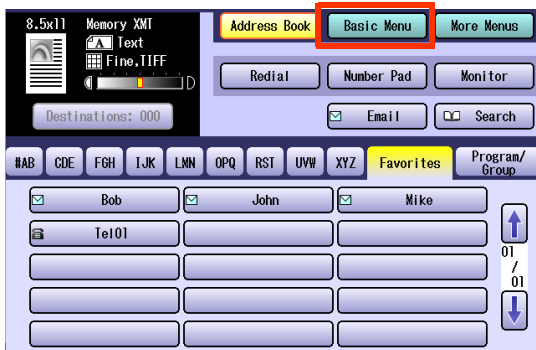 8.5x11 Memory XMT
A Text
Fine,TIFF
D
Destinations: 000
Address Book
Basic Menu
More Menus
Redial
Number Pad
Monitor
Email
Search
#AB
CDE
FGH
IJK
LMN
OPQ
RST
UVW
XYZ
Favorites
Program/
Group
Bob
John
Mike
Tel01
01
/
01